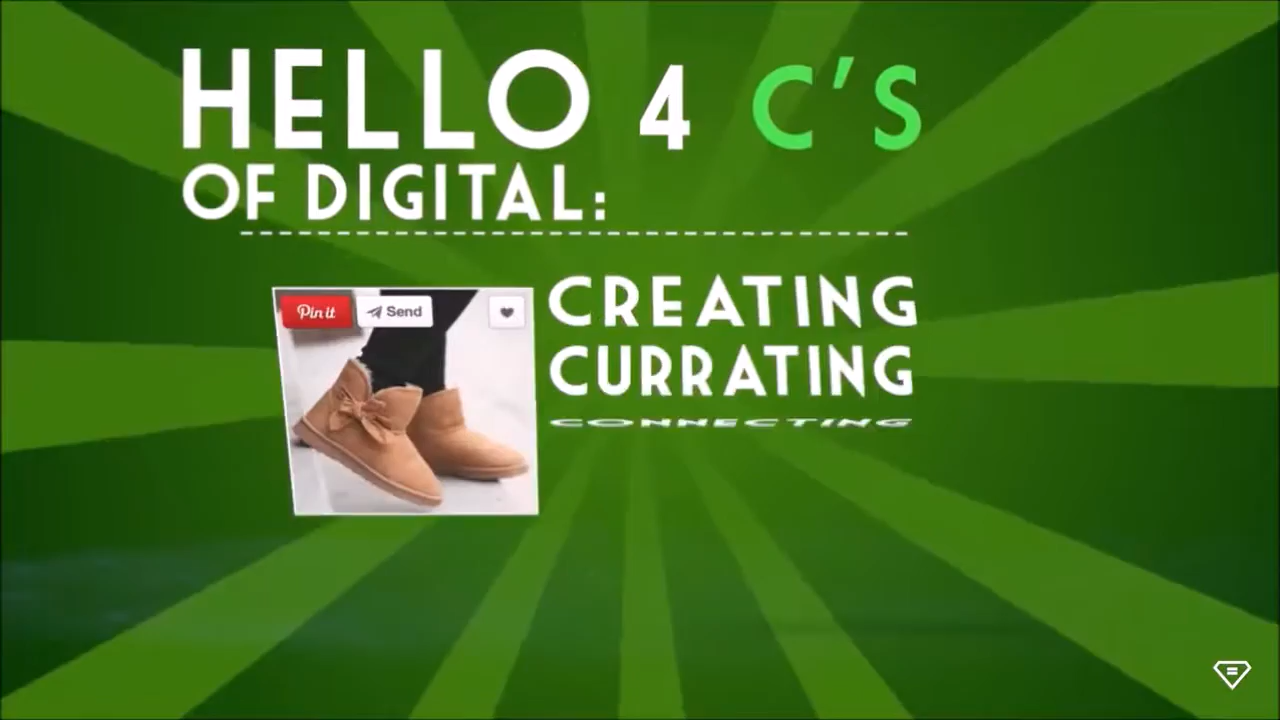 HELLO 4 C'S
OF DIGITAL:
Pin it Send
CREATING
CURRATING
CONNECTING